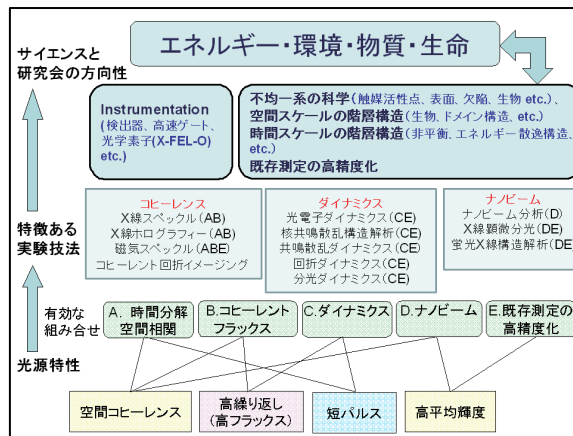 エネルギー・環境・物質・生命
サイエンスと
研究会の方向性
Instrumentation
(検出器、高速ゲート、
光学素子(X-FEL-O)
etc.)
不均一系の科学(触媒活性点、表面、欠陥、生物 etc.)、
空間スケールの階層構造(生物、ドメイン構造、etc.)
時間スケールの階層構造(非平衡、エネルギー散逸構造、
etc.)
既存測定の高精度化
特徴ある
実験技法
コヒーレンス
X線スペックル(AB)
X線ホログラフィー(AB)
磁気スペックル(ABE)
コヒーレント回折イメージング
ダイナミクス
光電子ダイナミクス(CE)
核共鳴散乱構造解析(CE)
共鳴散乱ダイナミクス(CE)
回折ダイナミクス(CE)
分光ダイナミクス(CE)
ナノビーム
ナノビーム分析(D)
X線顕微分光(DE)
蛍光X線構造解析(DE)
有効な
組み合せ
A. 時間分解
空間相関
B.コヒーレント
フラックス
C.ダイナミクス
D.ナノビーム
E.既存測定の
高精度化
光源特性
空間コヒーレンス
高繰り返し
(高フラックス)
短パルス
高平均輝度